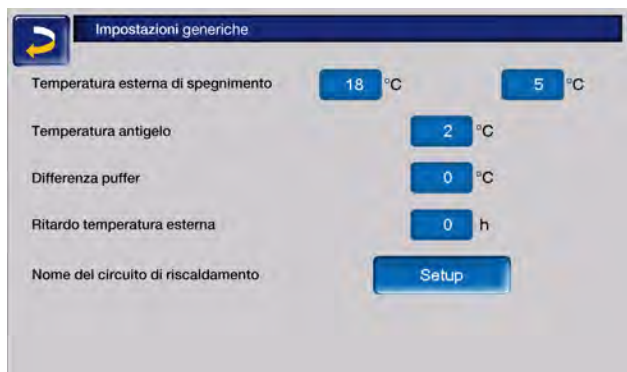 Impostazioni generiche
Temperatura esterna di spegnimento 18 °C 5 °C
Temperatura antigelo 2 °C
Differenza puffer 0 °C
Ritardo temperatura esterna 0 h
Nome del circuito di riscaldamento Setup